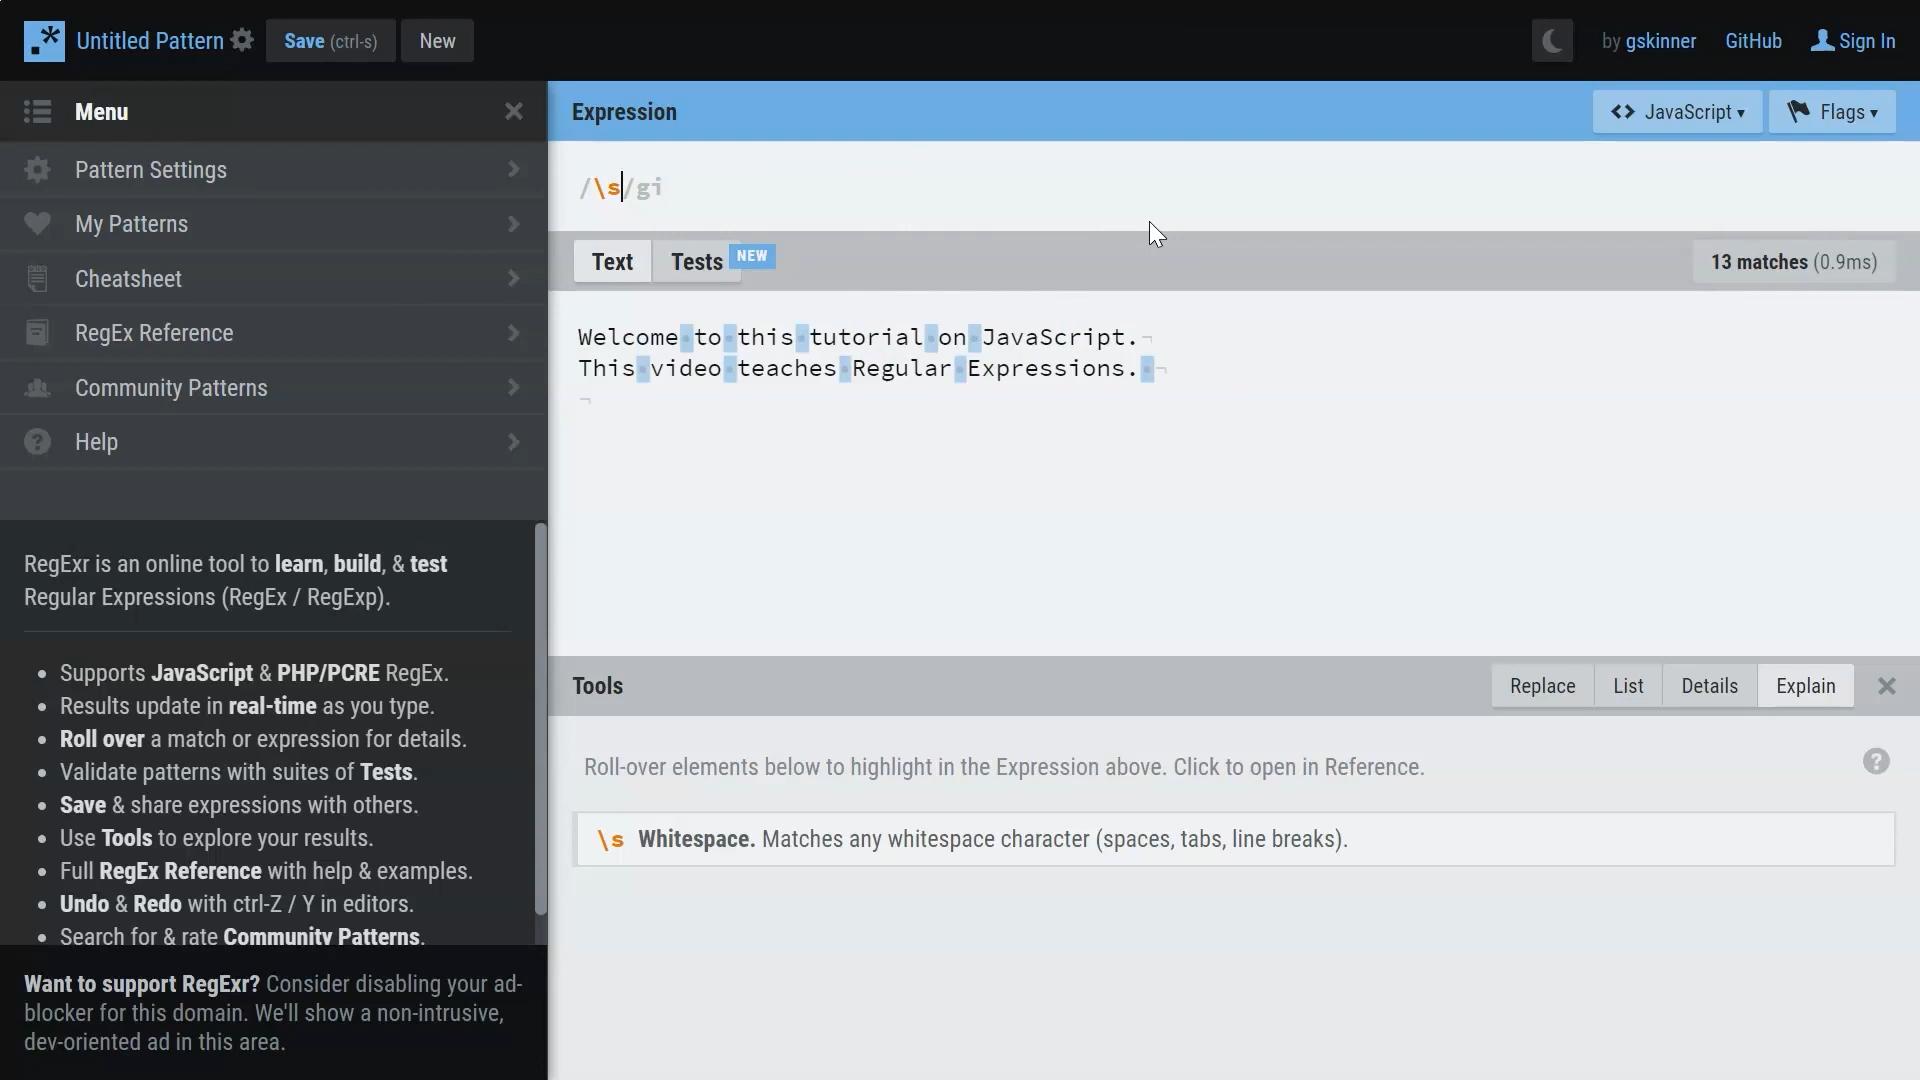 .* Untitled Pattern Save (ctrl-s) New by gskinner GitHub Sign In
Menu
Pattern Settings
My Patterns
Cheatsheet
RegEx Reference
Community Patterns
Help
RegExr is an online tool to learn, build, & test
Regular Expressions (RegEx / RegExp).
• Supports JavaScript & PHP/PCRE RegEx.
• Results update in real-time as you type.
• Roll over a match or expression for details.
• Validate patterns with suites of Tests.
• Save & share expressions with others.
• Use Tools to explore your results.
• Full RegEx Reference with help & examples.
• Undo & Redo with ctrl-Z / Y in editors.
• Search for & rate Community Patterns.
Want to support RegExr? Consider disabling your ad-
blocker for this domain. We'll show a non-intrusive,
dev-oriented ad in this area.
Expression <> JavaScript ▾ Flags ▾
/\s/gi
Text Tests NEW 13 matches (0.9ms)
Welcome to this tutorial on JavaScript.¬
This video teaches Regular Expressions. ¬
¬
Tools Replace List Details Explain
Roll-over elements below to highlight in the Expression above. Click to open in Reference. ?
\s Whitespace. Matches any whitespace character (spaces, tabs, line breaks).